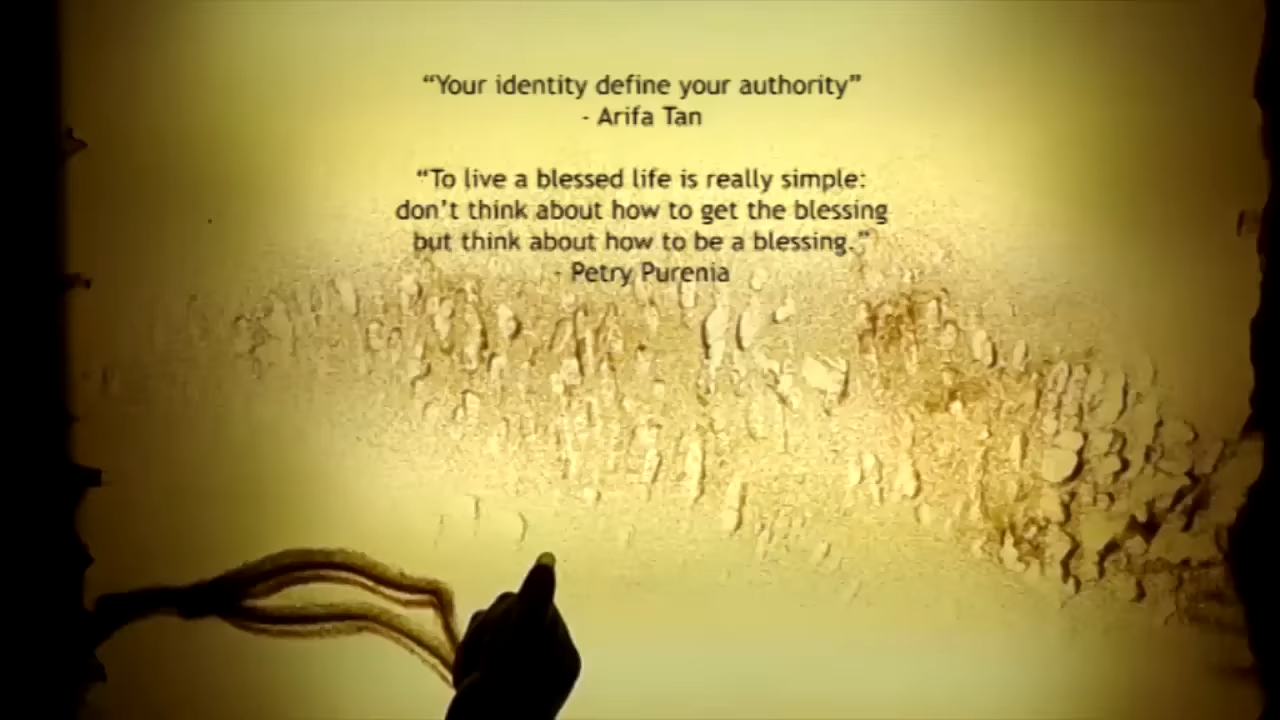 “Your identity define your authority”
- Arifa Tan
“To live a blessed life is really simple:
don’t think about how to get the blessing
but think about how to be a blessing.”
- Petry Purenia